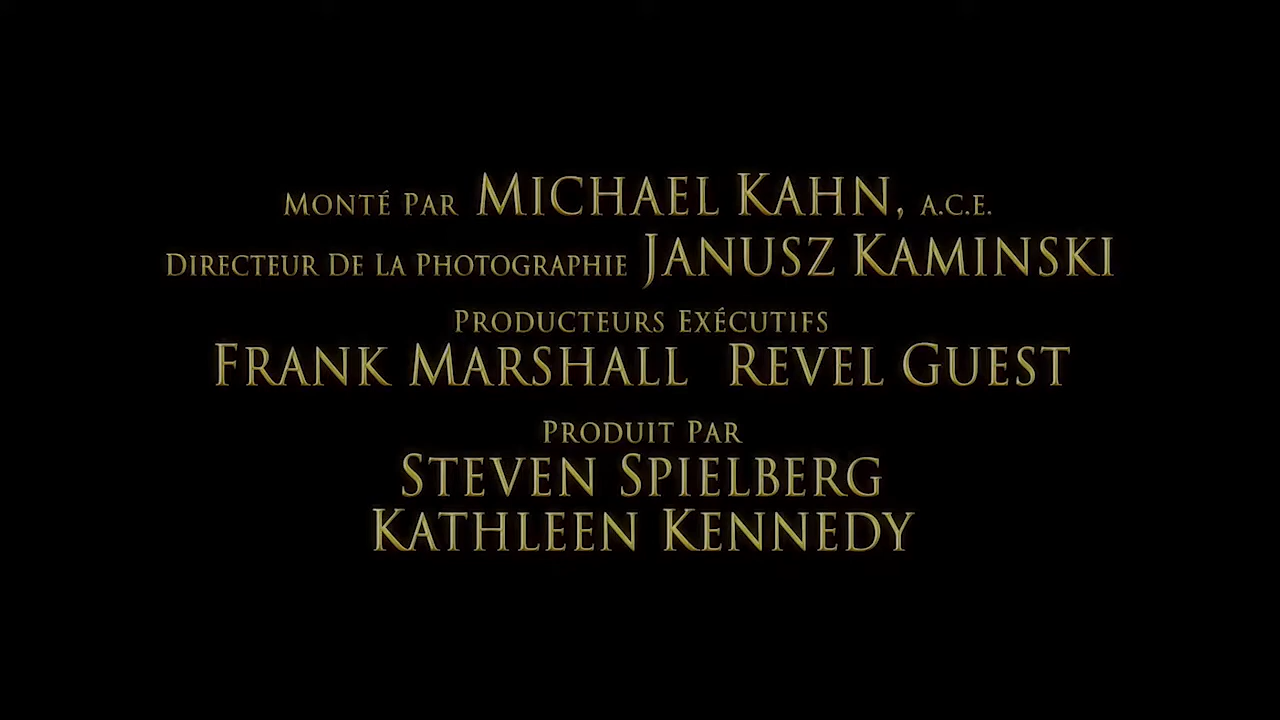 Monté Par MICHAEL KAHN, A.C.E.
Directeur De La Photographie JANUSZ KAMINSKI
Producteurs Exécutifs
FRANK MARSHALL REVEL GUEST
Produit Par
STEVEN SPIELBERG
KATHLEEN KENNEDY